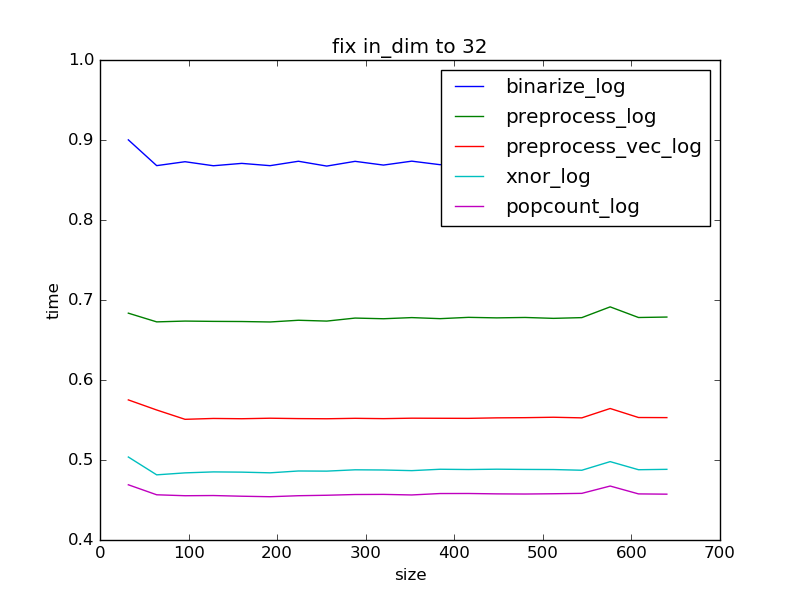 fix in_dim to 32
1.0
0.9
0.8
0.7
0.6
0.5
0.4
time
binarize_log
preprocess_log
preprocess_vec_log
xnor_log
popcount_log
0 100 200 300 400 500 600 700
size